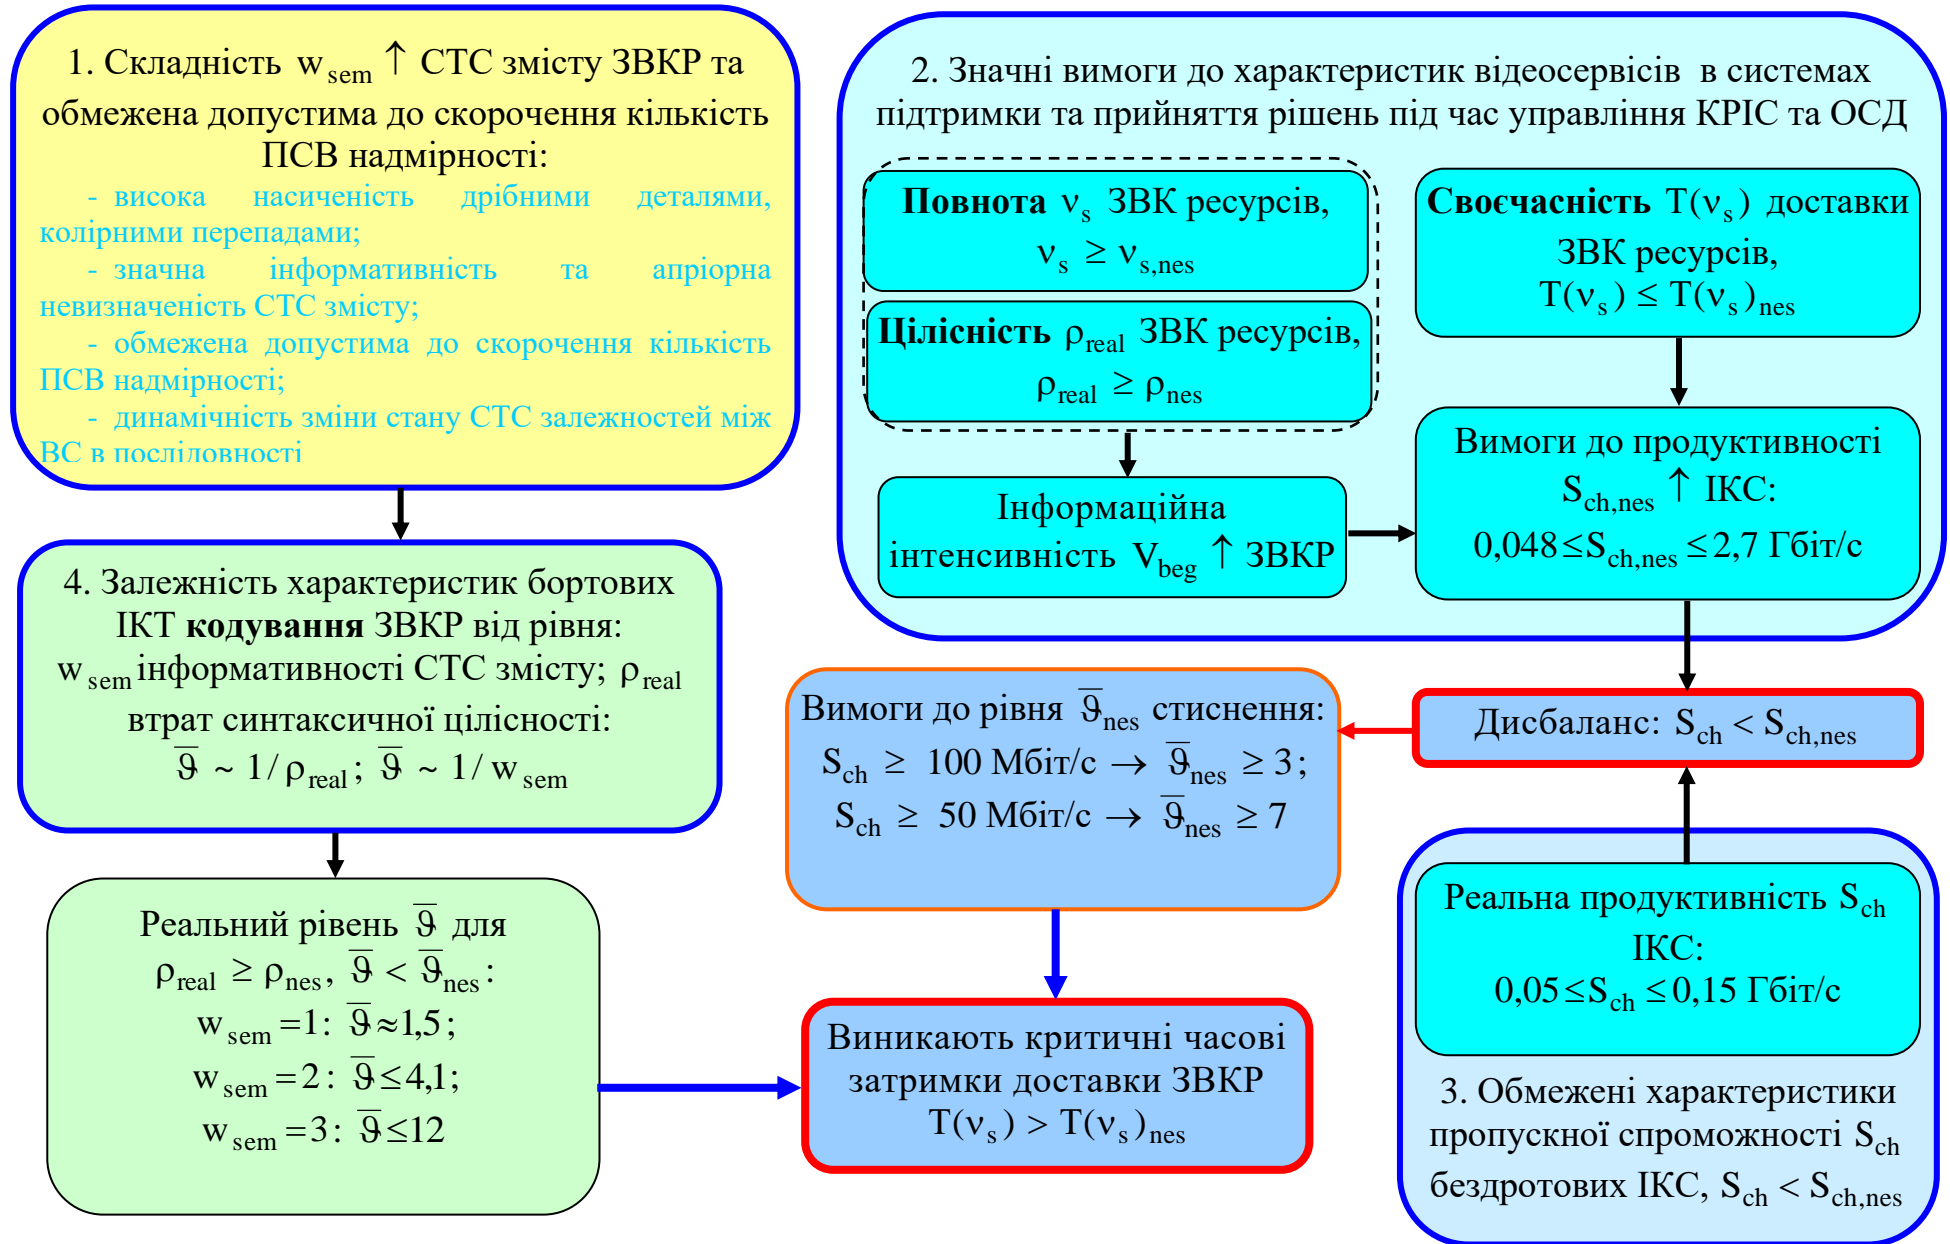 1. Складність w sem ↑ СТС змісту ЗВКР та
обмежена допустима до скорочення кількість
ПСВ надмірності:
- висока насиченість дрібними деталями,
колірними перепадами;
- значна інформативність та апріорна
невизначеність СТС змісту;
- обмежена допустима до скорочення кількість
ПСВ надмірності;
- динамічність зміни стану СТС залежностей між
ВС в послідовності
2. Значні вимоги до характеристик відеосервісів в системах
підтримки та прийняття рішень під час управління КРІС та ОСД
Повнота ν_s ЗВК ресурсів,
ν_s ≥ ν_s,nes
Цілісність ρ_real ЗВК ресурсів,
ρ_real ≥ ρ_nes
Своєчасність T(ν_s) доставки
ЗВК ресурсів,
T(ν_s) ≤ T(ν_s)_nes
Інформаційна
інтенсивність V_beg ↑ ЗВКР
Вимоги до продуктивності
S_ch,nes ↑ ІКС:
0,048 ≤ S_ch,nes ≤ 2,7 Гбіт/с
4. Залежність характеристик бортових
ІКТ кодування ЗВКР від рівня:
w_sem інформативності СТС змісту; ρ_real
втрат синтаксичної цілісності:
ϑ̅ ~ 1/ρ_real; ϑ̅ ~ 1/w_sem
Вимоги до рівня ϑ̅_nes стиснення:
S_ch ≥ 100 Мбіт/с → ϑ̅_nes ≥ 3;
S_ch ≥ 50 Мбіт/с → ϑ̅_nes ≥ 7
Дисбаланс: S_ch < S_ch,nes
Реальний рівень ϑ̅ для
ρ_real ≥ ρ_nes, ϑ̅ < ϑ̅_nes:
w_sem = 1: ϑ̅ ≈ 1,5;
w_sem = 2: ϑ̅ ≤ 4,1;
w_sem = 3: ϑ̅ ≤ 12
Виникають критичні часові
затримки доставки ЗВКР
T(ν_s) > T(ν_s)_nes
Реальна продуктивність S_ch
ІКС:
0,05 ≤ S_ch ≤ 0,15 Гбіт/с
3. Обмежені характеристики
пропускної спроможності S_ch
бездротових ІКС, S_ch < S_ch,nes